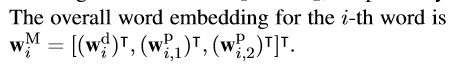 The overall word embedding for the i-th word is
w_i^M = [(w_i^d)^⊺, (w_{i,1}^p)^⊺, (w_{i,2}^p)^⊺]^⊺.